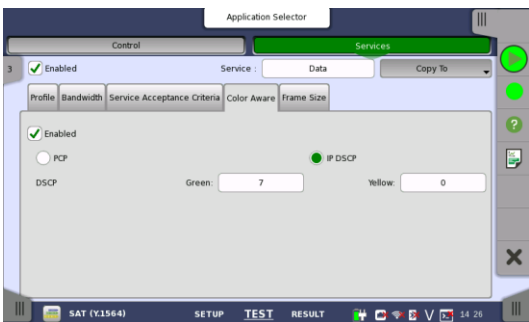 Application Selector
Control Services
3 Enabled Service : Data Copy To
Profile Bandwidth Service Acceptance Criteria Color Aware Frame Size
Enabled
PCP IP DSCP
DSCP Green: 7 Yellow: 0
SAT (Y.1564) SETUP TEST RESULT 14 26